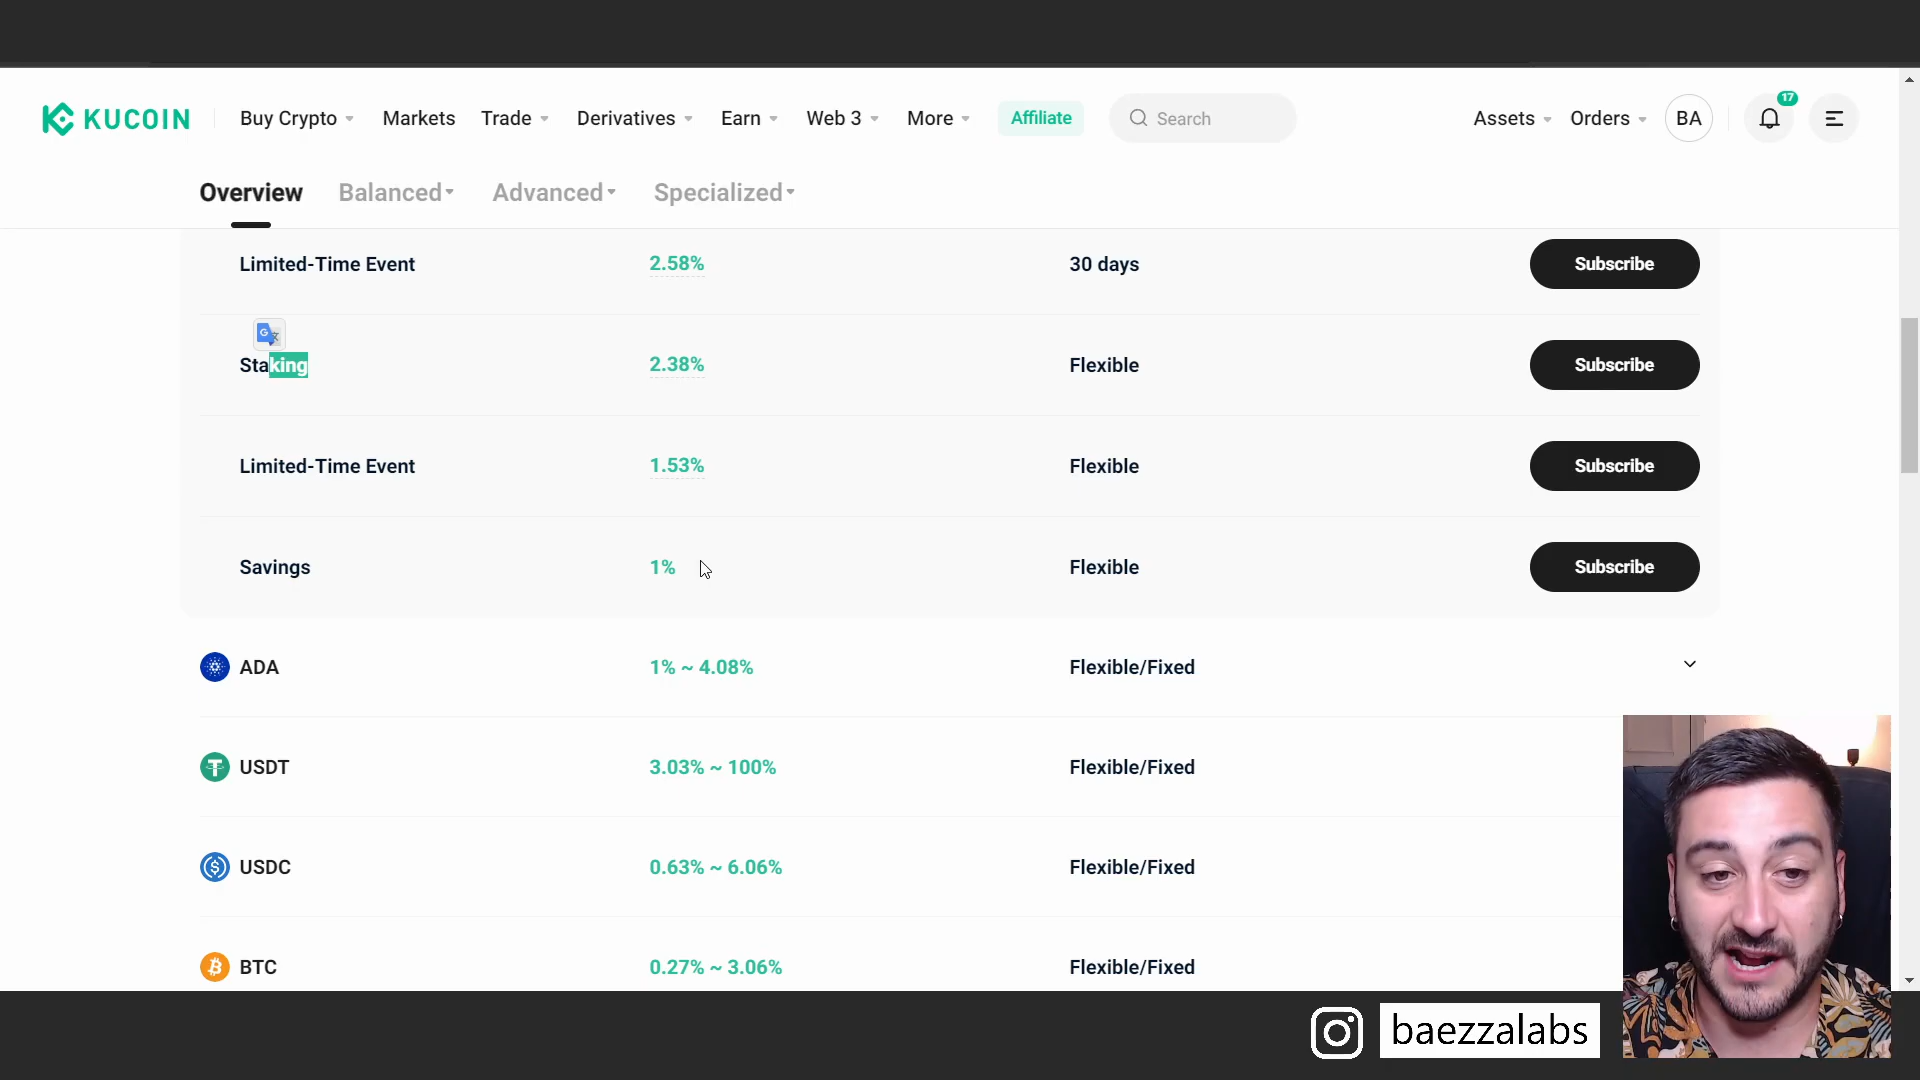 KUCOIN Buy Crypto Markets Trade Derivatives Earn Web 3 More Affiliate Search Assets Orders BA 17
Overview Balanced Advanced Specialized
Limited-Time Event 2.58% 30 days Subscribe
Staking 2.38% Flexible Subscribe
Limited-Time Event 1.53% Flexible Subscribe
Savings 1% Flexible Subscribe
ADA 1% ~ 4.08% Flexible/Fixed
USDT 3.03% ~ 100% Flexible/Fixed
USDC 0.63% ~ 6.06% Flexible/Fixed
BTC 0.27% ~ 3.06% Flexible/Fixed
baezzalabs